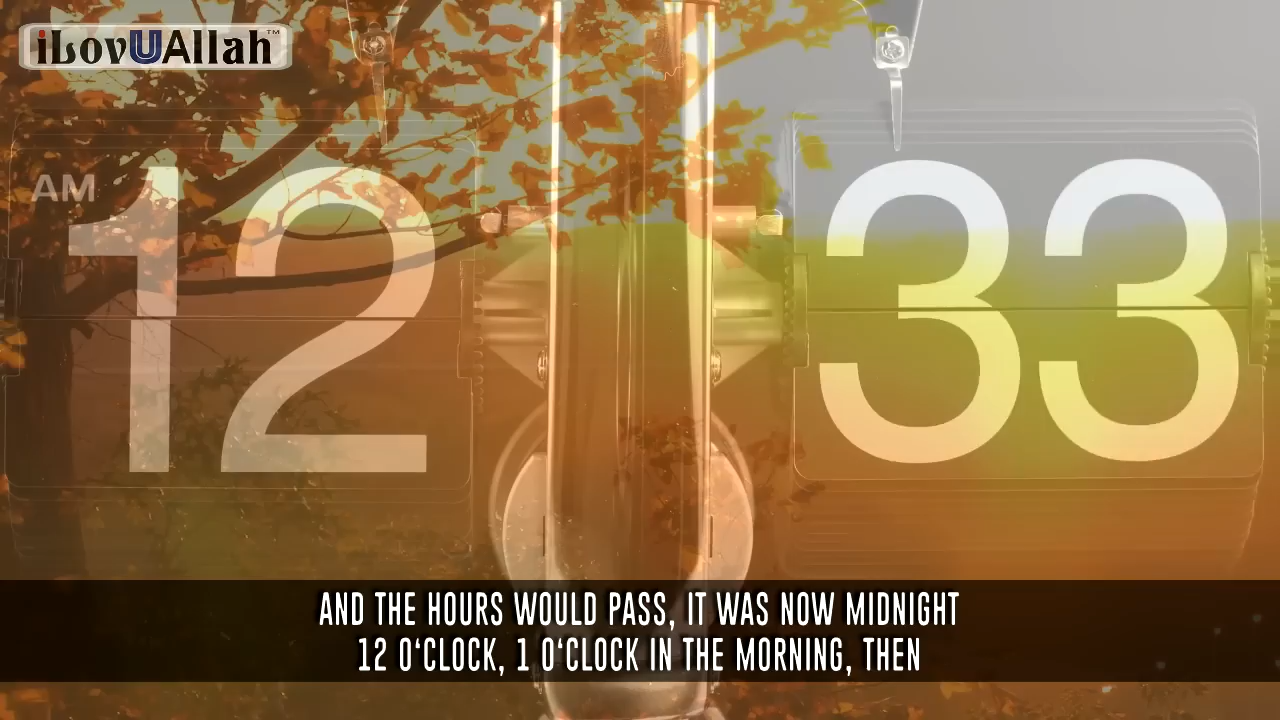 iLovUAllah™
AM
12 33
AND THE HOURS WOULD PASS, IT WAS NOW MIDNIGHT
12 O‘CLOCK, 1 O‘CLOCK IN THE MORNING, THEN